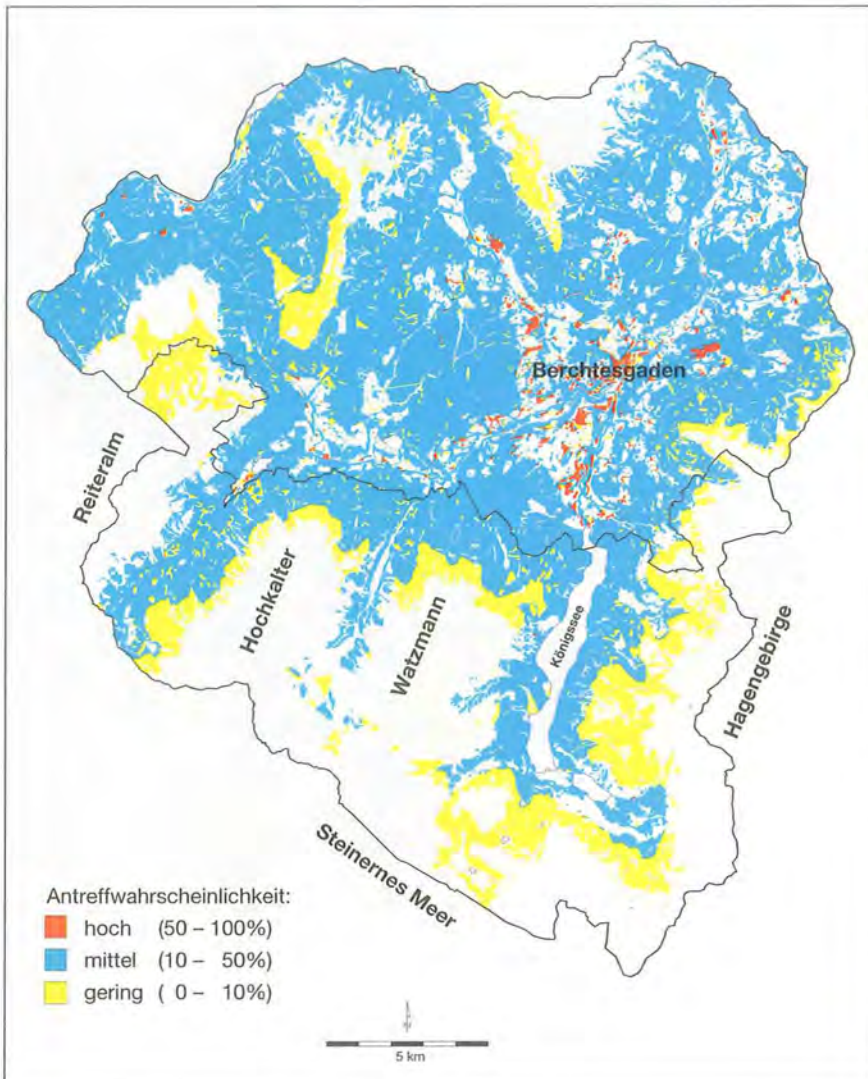 Berchtesgaden
Reiteralm
Hochkalter
Watzmann
Königssee
Hagengebirge
Steinernes Meer
Antreffwahrscheinlichkeit:
hoch (50 – 100%)
mittel (10 – 50%)
gering ( 0 – 10%)
5 km